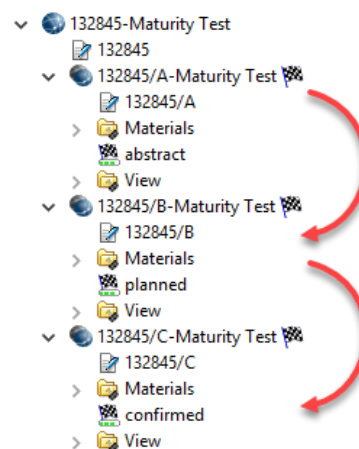 132845-Maturity Test
132845
132845/A-Maturity Test
132845/A
Materials
abstract
View
132845/B-Maturity Test
132845/B
Materials
planned
View
132845/C-Maturity Test
132845/C
Materials
confirmed
View